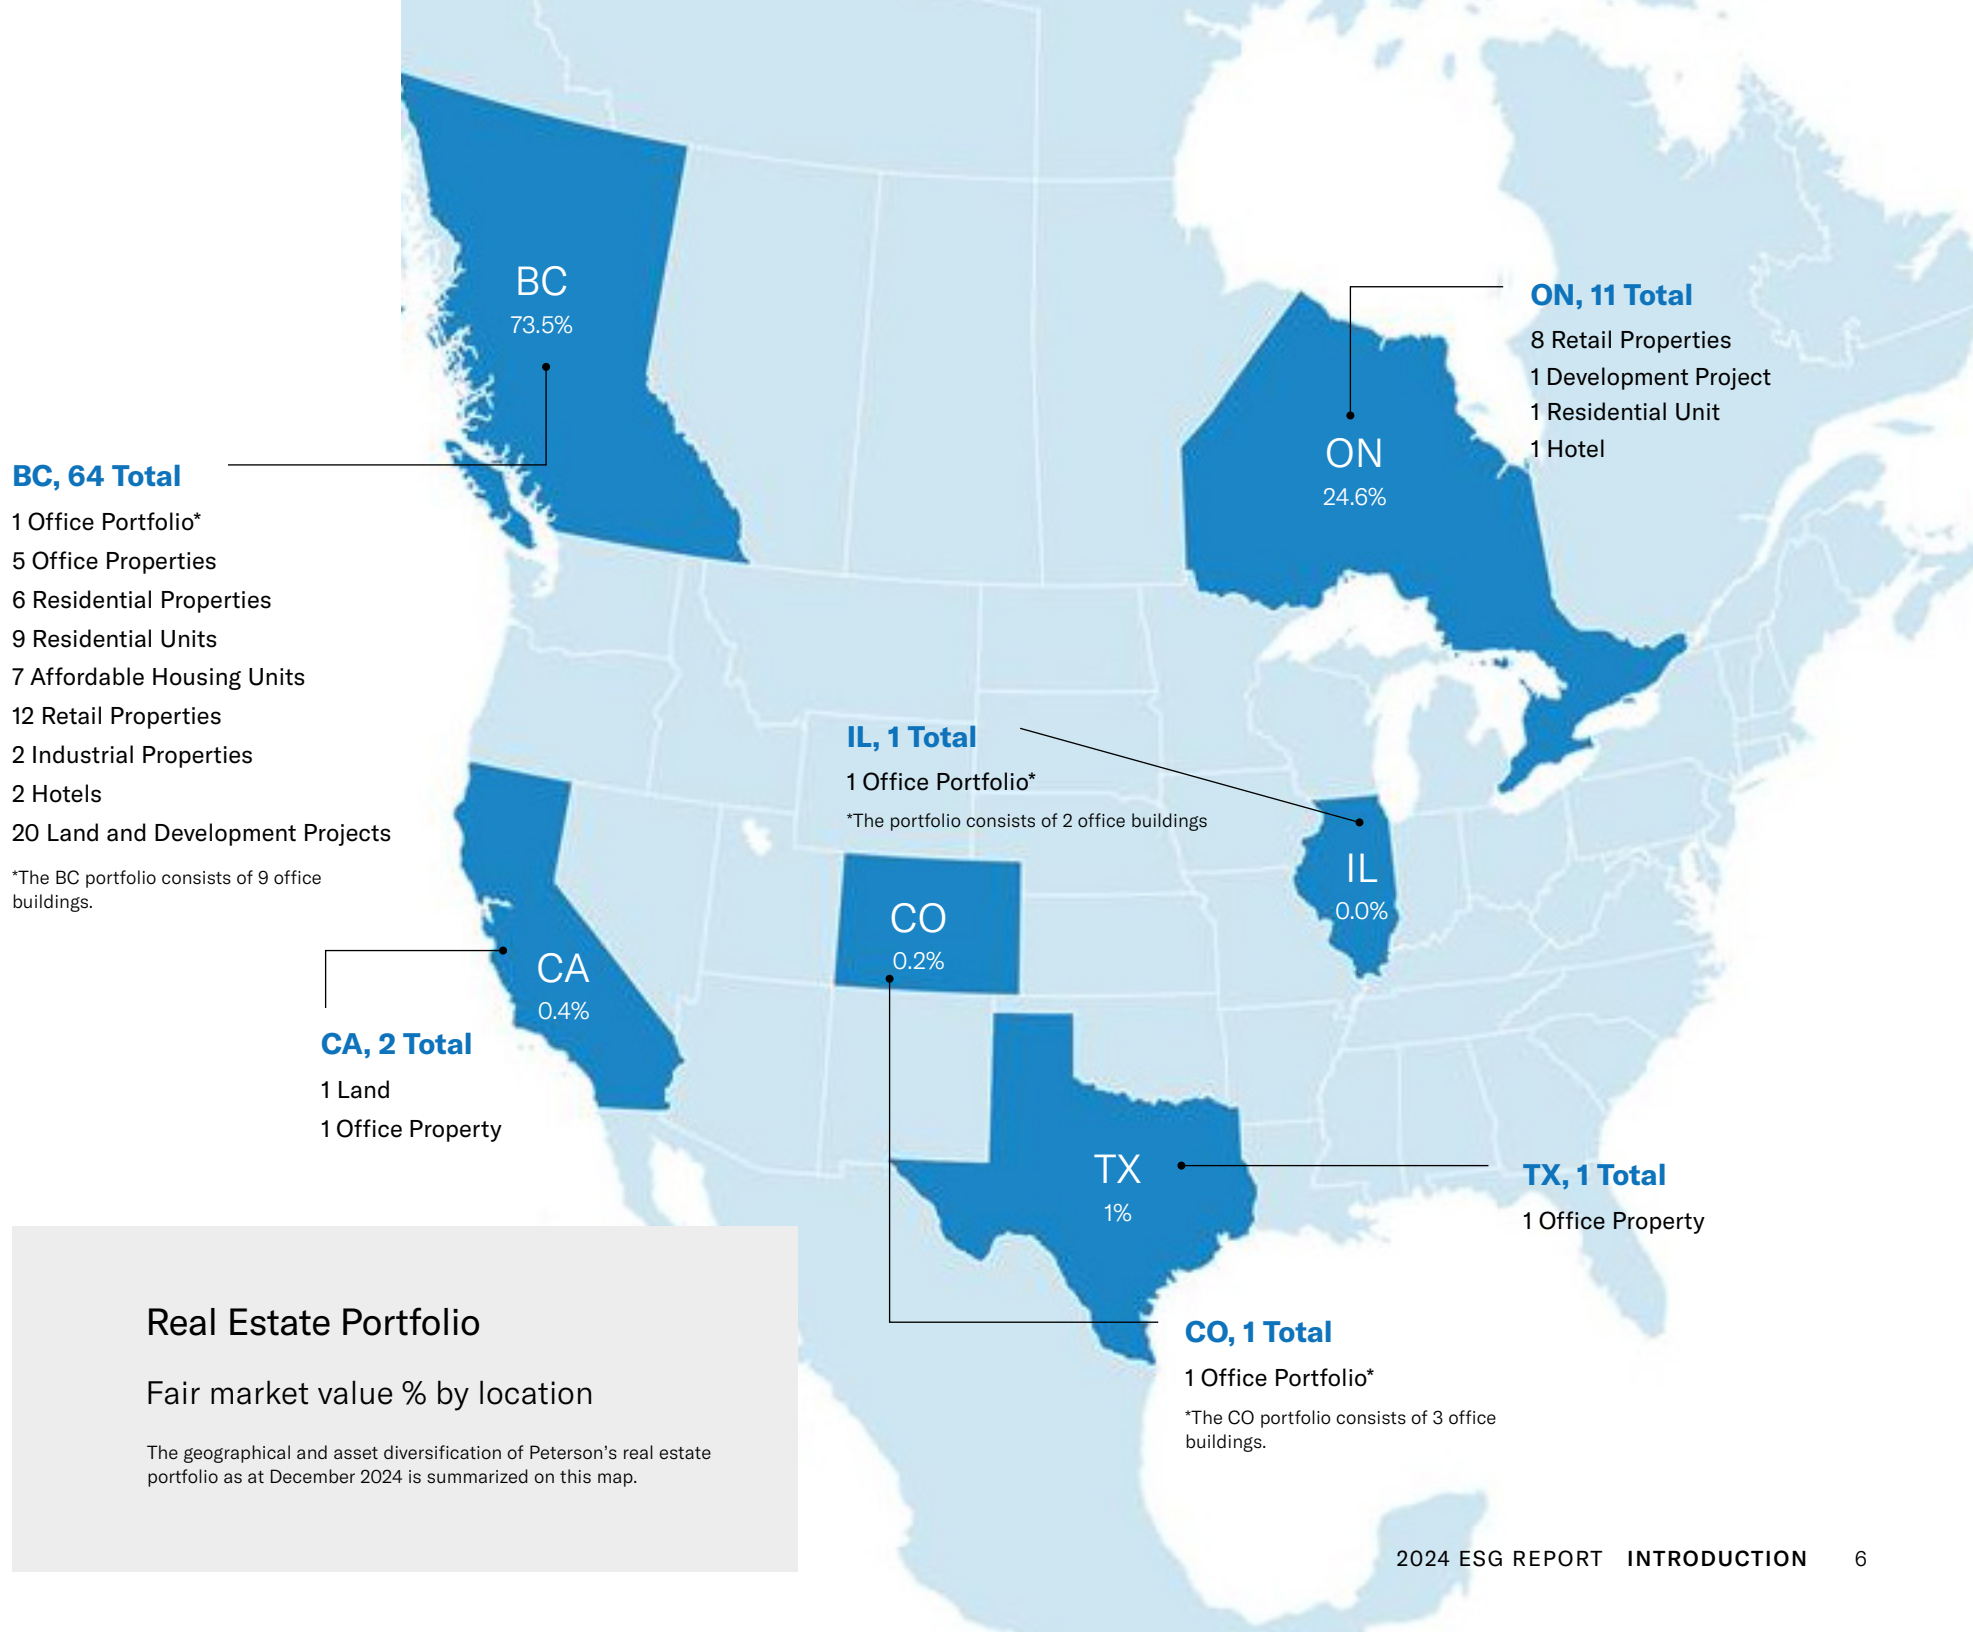 BC
73.5%
BC, 64 Total
1 Office Portfolio*
5 Office Properties
6 Residential Properties
9 Residential Units
7 Affordable Housing Units
12 Retail Properties
2 Industrial Properties
2 Hotels
20 Land and Development Projects
*The BC portfolio consists of 9 office
buildings.
ON, 11 Total
8 Retail Properties
1 Development Project
1 Residential Unit
1 Hotel
ON
24.6%
IL, 1 Total
1 Office Portfolio*
*The portfolio consists of 2 office buildings
IL
0.0%
CO
0.2%
CA
0.4%
CA, 2 Total
1 Land
1 Office Property
TX
1%
TX, 1 Total
1 Office Property
CO, 1 Total
1 Office Portfolio*
*The CO portfolio consists of 3 office
buildings.
Real Estate Portfolio
Fair market value % by location
The geographical and asset diversification of Peterson’s real estate
portfolio as at December 2024 is summarized on this map.
2024 ESG REPORT INTRODUCTION 6